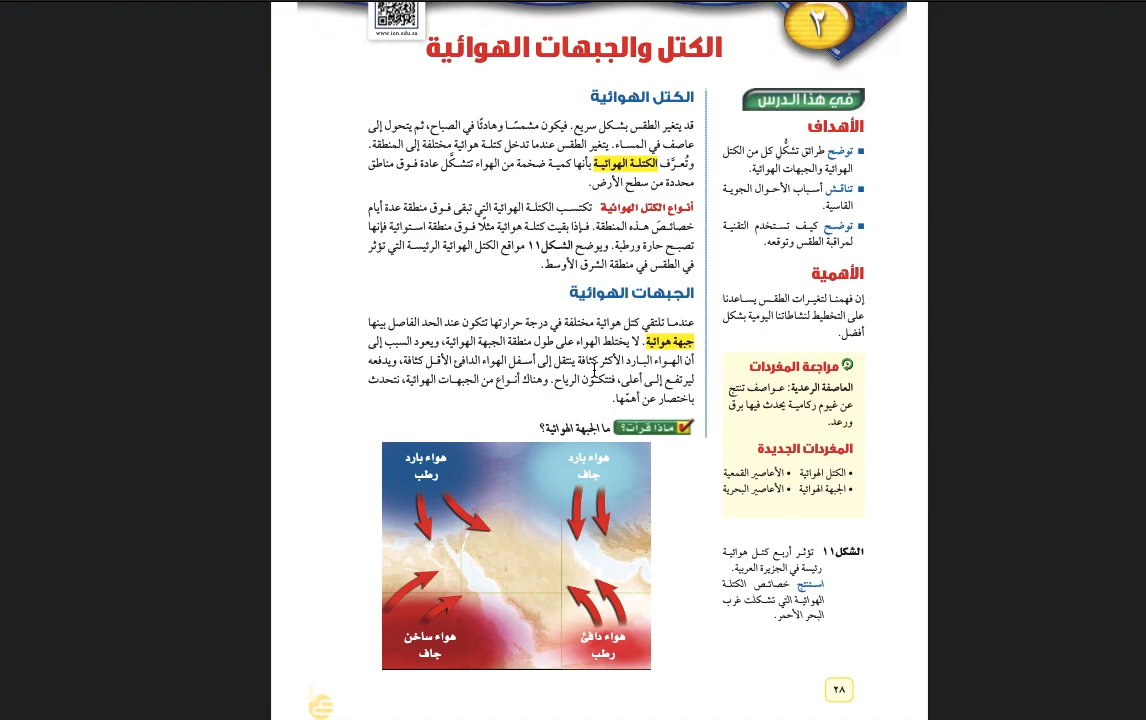 ٢
www.ien.edu.sa
الكتل والجبهات الهوائية
في هذا الدرس
الأهداف
توضح طرائق تشكُّل كل من الكتل
الهوائية والجبهات الهوائية.
تناقش أسباب الأحوال الجوية
القاسية.
توضح كيف تستخدم التقنية
لمراقبة الطقس وتوقعه.
الأهمية
إن فهمنا لتغيرات الطقس يساعدنا
على التخطيط لنشاطاتنا اليومية بشكل
أفضل.
مراجعة المفردات
العاصفة الرعدية: عواصف تنتج
عن غيوم ركامية يحدث فيها برق
ورعد.
المفردات الجديدة
• الكتل الهوائية • الأعاصير القمعية
• الجبهة الهوائية • الأعاصير البحرية
الشكل١١ تؤثر أربع كتل هوائية
رئيسة في الجزيرة العربية.
استنتج خصائص الكتلة
الهوائية التي تشكلت غرب
البحر الأحمر.
الكتل الهوائية
قد يتغير الطقس بشكل سريع. فيكون مشمسًا وهادئًا في الصباح، ثم يتحول إلى
عاصف في المساء. يتغير الطقس عندما تدخل كتلة هوائية مختلفة إلى المنطقة.
وتُعرَّف الكتلة الهوائية بأنها كمية ضخمة من الهواء تتشكَّل عادة فوق مناطق
محددة من سطح الأرض.
أنواع الكتل الهوائية تكتسب الكتلة الهوائية التي تبقى فوق منطقة عدة أيام
خصائصَ هذه المنطقة. فإذا بقيت كتلة هوائية مثلًا فوق منطقة استوائية فإنها
تصبح حارة ورطبة. ويوضح الشكل١١ مواقع الكتل الهوائية الرئيسة التي تؤثر
في الطقس في منطقة الشرق الأوسط.
الجبهات الهوائية
عندما تلتقي كتل هوائية مختلفة في درجة حرارتها تتكون عند الحد الفاصل بينها
جبهة هوائية. لا يختلط الهواء على طول منطقة الجبهة الهوائية، ويعود السبب إلى
أن الهواء البارد الأكثر كثافة ينتقل إلى أسفل الهواء الدافئ الأقل كثافة، ويدفعه
ليرتفع إلى أعلى، فتتكون الرياح. وهناك أنواع من الجبهات الهوائية، نتحدث
باختصار عن أهمّها.
ماذا قرأت؟ ما الجبهة الهوائية؟
هواء بارد
جاف
هواء بارد
رطب
هواء دافئ
رطب
هواء ساخن
جاف
٢٨